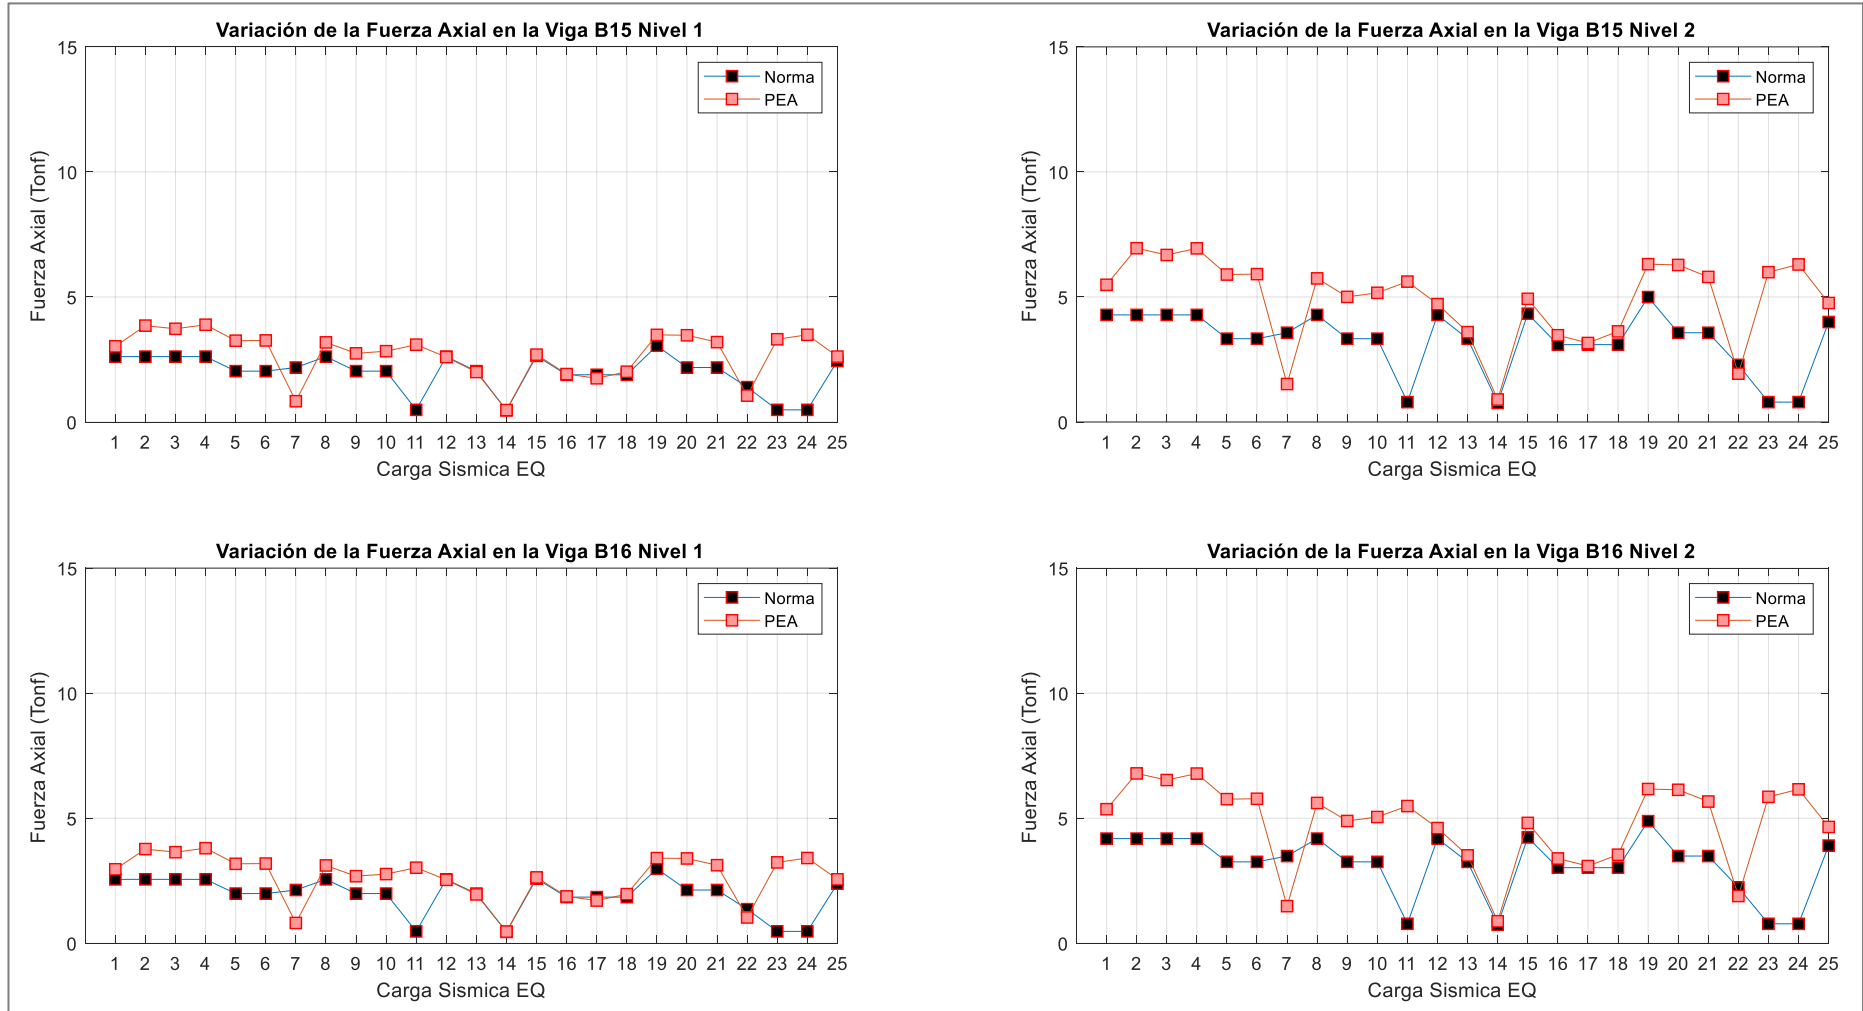 Variación de la Fuerza Axial en la Viga B15 Nivel 1
15
10
5
0
Fuerza Axial (Tonf)
Norma
PEA
1 2 3 4 5 6 7 8 9 10 11 12 13 14 15 16 17 18 19 20 21 22 23 24 25
Carga Sismica EQ
Variación de la Fuerza Axial en la Viga B15 Nivel 2
15
10
5
0
Fuerza Axial (Tonf)
Norma
PEA
1 2 3 4 5 6 7 8 9 10 11 12 13 14 15 16 17 18 19 20 21 22 23 24 25
Carga Sismica EQ
Variación de la Fuerza Axial en la Viga B16 Nivel 1
15
10
5
0
Fuerza Axial (Tonf)
Norma
PEA
1 2 3 4 5 6 7 8 9 10 11 12 13 14 15 16 17 18 19 20 21 22 23 24 25
Carga Sismica EQ
Variación de la Fuerza Axial en la Viga B16 Nivel 2
15
10
5
0
Fuerza Axial (Tonf)
Norma
PEA
1 2 3 4 5 6 7 8 9 10 11 12 13 14 15 16 17 18 19 20 21 22 23 24 25
Carga Sismica EQ